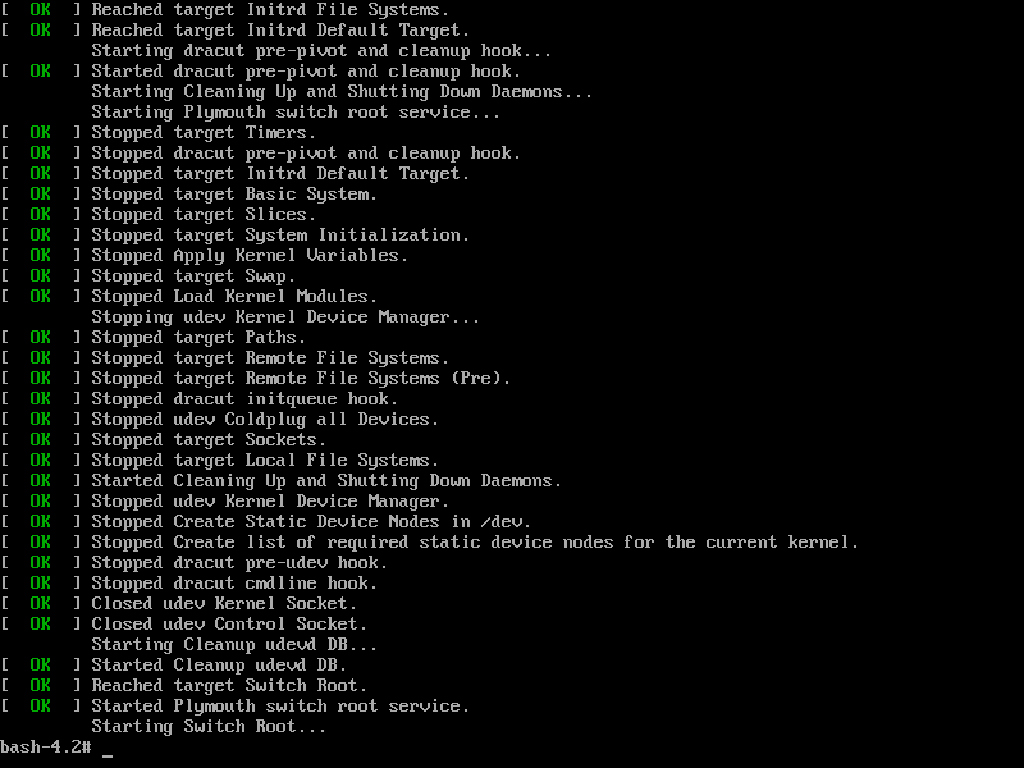 [  OK  ] Reached target Initrd File Systems.
[  OK  ] Reached target Initrd Default Target.
         Starting dracut pre-pivot and cleanup hook...
[  OK  ] Started dracut pre-pivot and cleanup hook.
         Starting Cleaning Up and Shutting Down Daemons...
         Starting Plymouth switch root service...
[  OK  ] Stopped target Timers.
[  OK  ] Stopped dracut pre-pivot and cleanup hook.
[  OK  ] Stopped target Initrd Default Target.
[  OK  ] Stopped target Basic System.
[  OK  ] Stopped target Slices.
[  OK  ] Stopped target System Initialization.
[  OK  ] Stopped Apply Kernel Variables.
[  OK  ] Stopped target Swap.
[  OK  ] Stopped Load Kernel Modules.
         Stopping udev Kernel Device Manager...
[  OK  ] Stopped target Paths.
[  OK  ] Stopped target Remote File Systems.
[  OK  ] Stopped target Remote File Systems (Pre).
[  OK  ] Stopped dracut initqueue hook.
[  OK  ] Stopped udev Coldplug all Devices.
[  OK  ] Stopped target Sockets.
[  OK  ] Stopped target Local File Systems.
[  OK  ] Started Cleaning Up and Shutting Down Daemons.
[  OK  ] Stopped udev Kernel Device Manager.
[  OK  ] Stopped Create Static Device Nodes in /dev.
[  OK  ] Stopped Create list of required static device nodes for the current kernel.
[  OK  ] Stopped dracut pre-udev hook.
[  OK  ] Stopped dracut cmdline hook.
[  OK  ] Closed udev Kernel Socket.
[  OK  ] Closed udev Control Socket.
         Starting Cleanup udevd DB...
[  OK  ] Started Cleanup udevd DB.
[  OK  ] Reached target Switch Root.
[  OK  ] Started Plymouth switch root service.
         Starting Switch Root...
bash-4.2# _